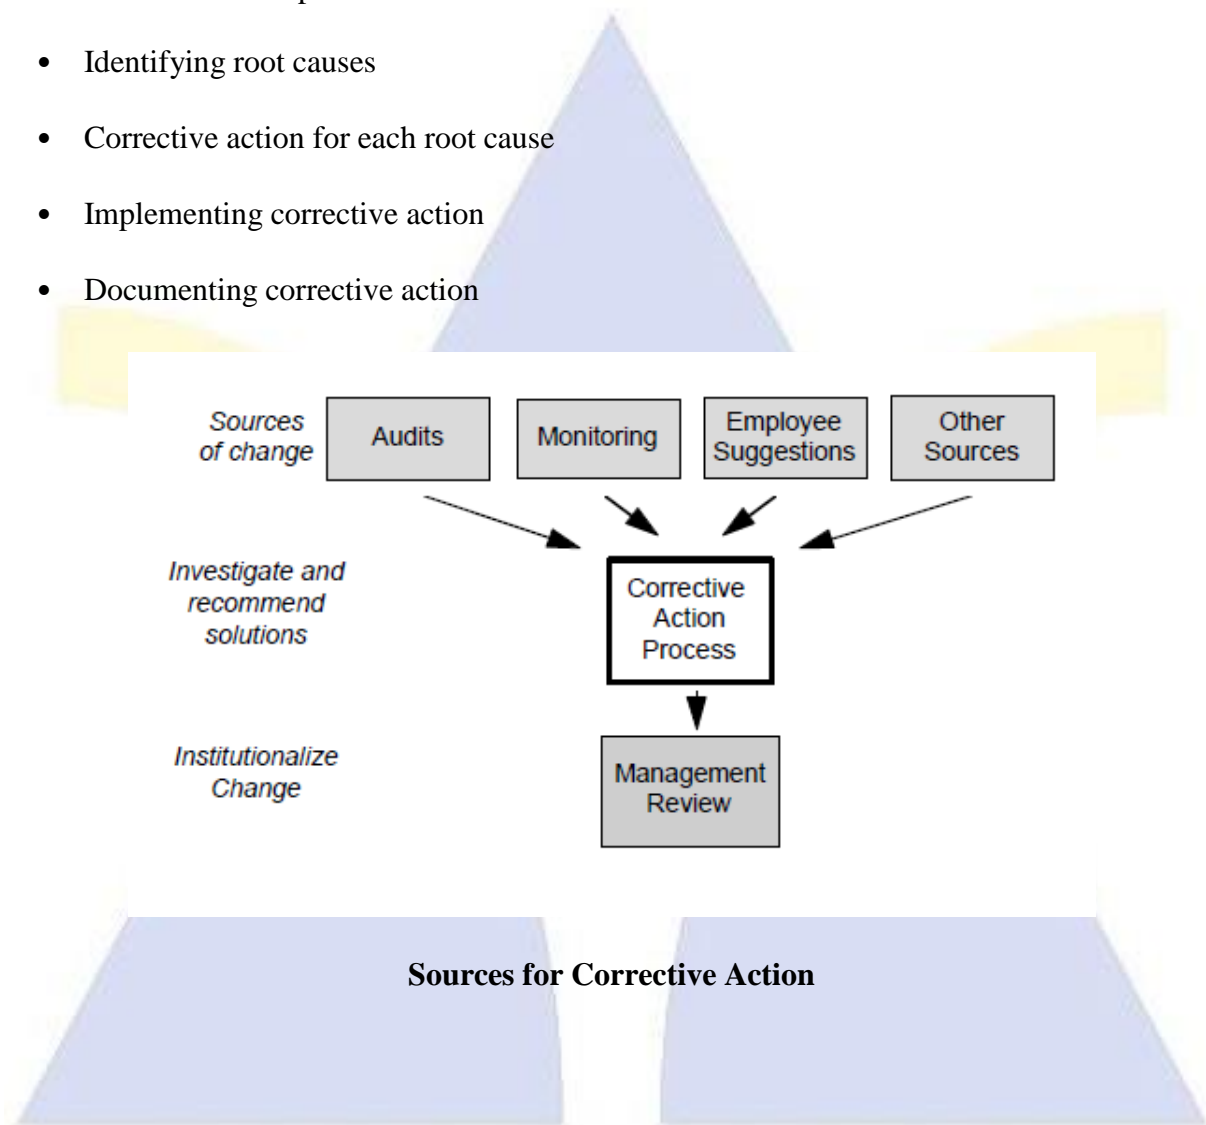 • Identifying root causes
• Corrective action for each root cause
• Implementing corrective action
• Documenting corrective action
Sources
of change
Audits
Monitoring
Employee
Suggestions
Other
Sources
Investigate and
recommend
solutions
Corrective
Action
Process
Institutionalize
Change
Management
Review
Sources for Corrective Action